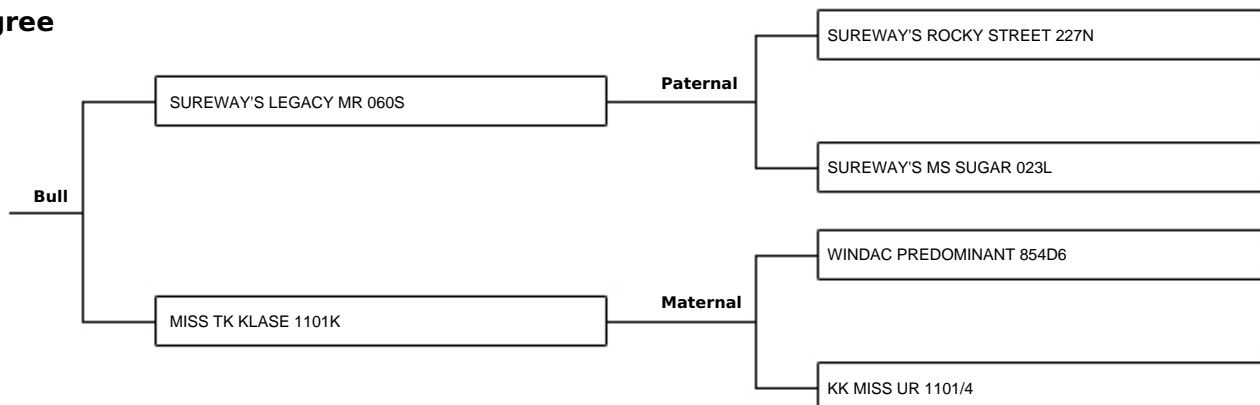 SUREWAY'S ROCKY STREET 227N
Paternal
SUREWAY'S LEGACY MR 060S
SUREWAY'S MS SUGAR 023L
Bull
WINDAC PREDOMINANT 854D6
Maternal
MISS TK KLASE 1101K
KK MISS UR 1101/4